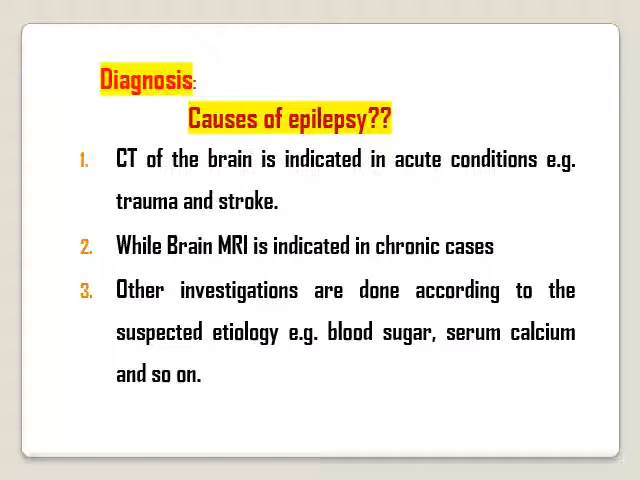 Diagnosis:
Causes of epilepsy??
1. CT of the brain is indicated in acute conditions e.g.
trauma and stroke.
2. While Brain MRI is indicated in chronic cases
3. Other investigations are done according to the
suspected etiology e.g. blood sugar, serum calcium
and so on.